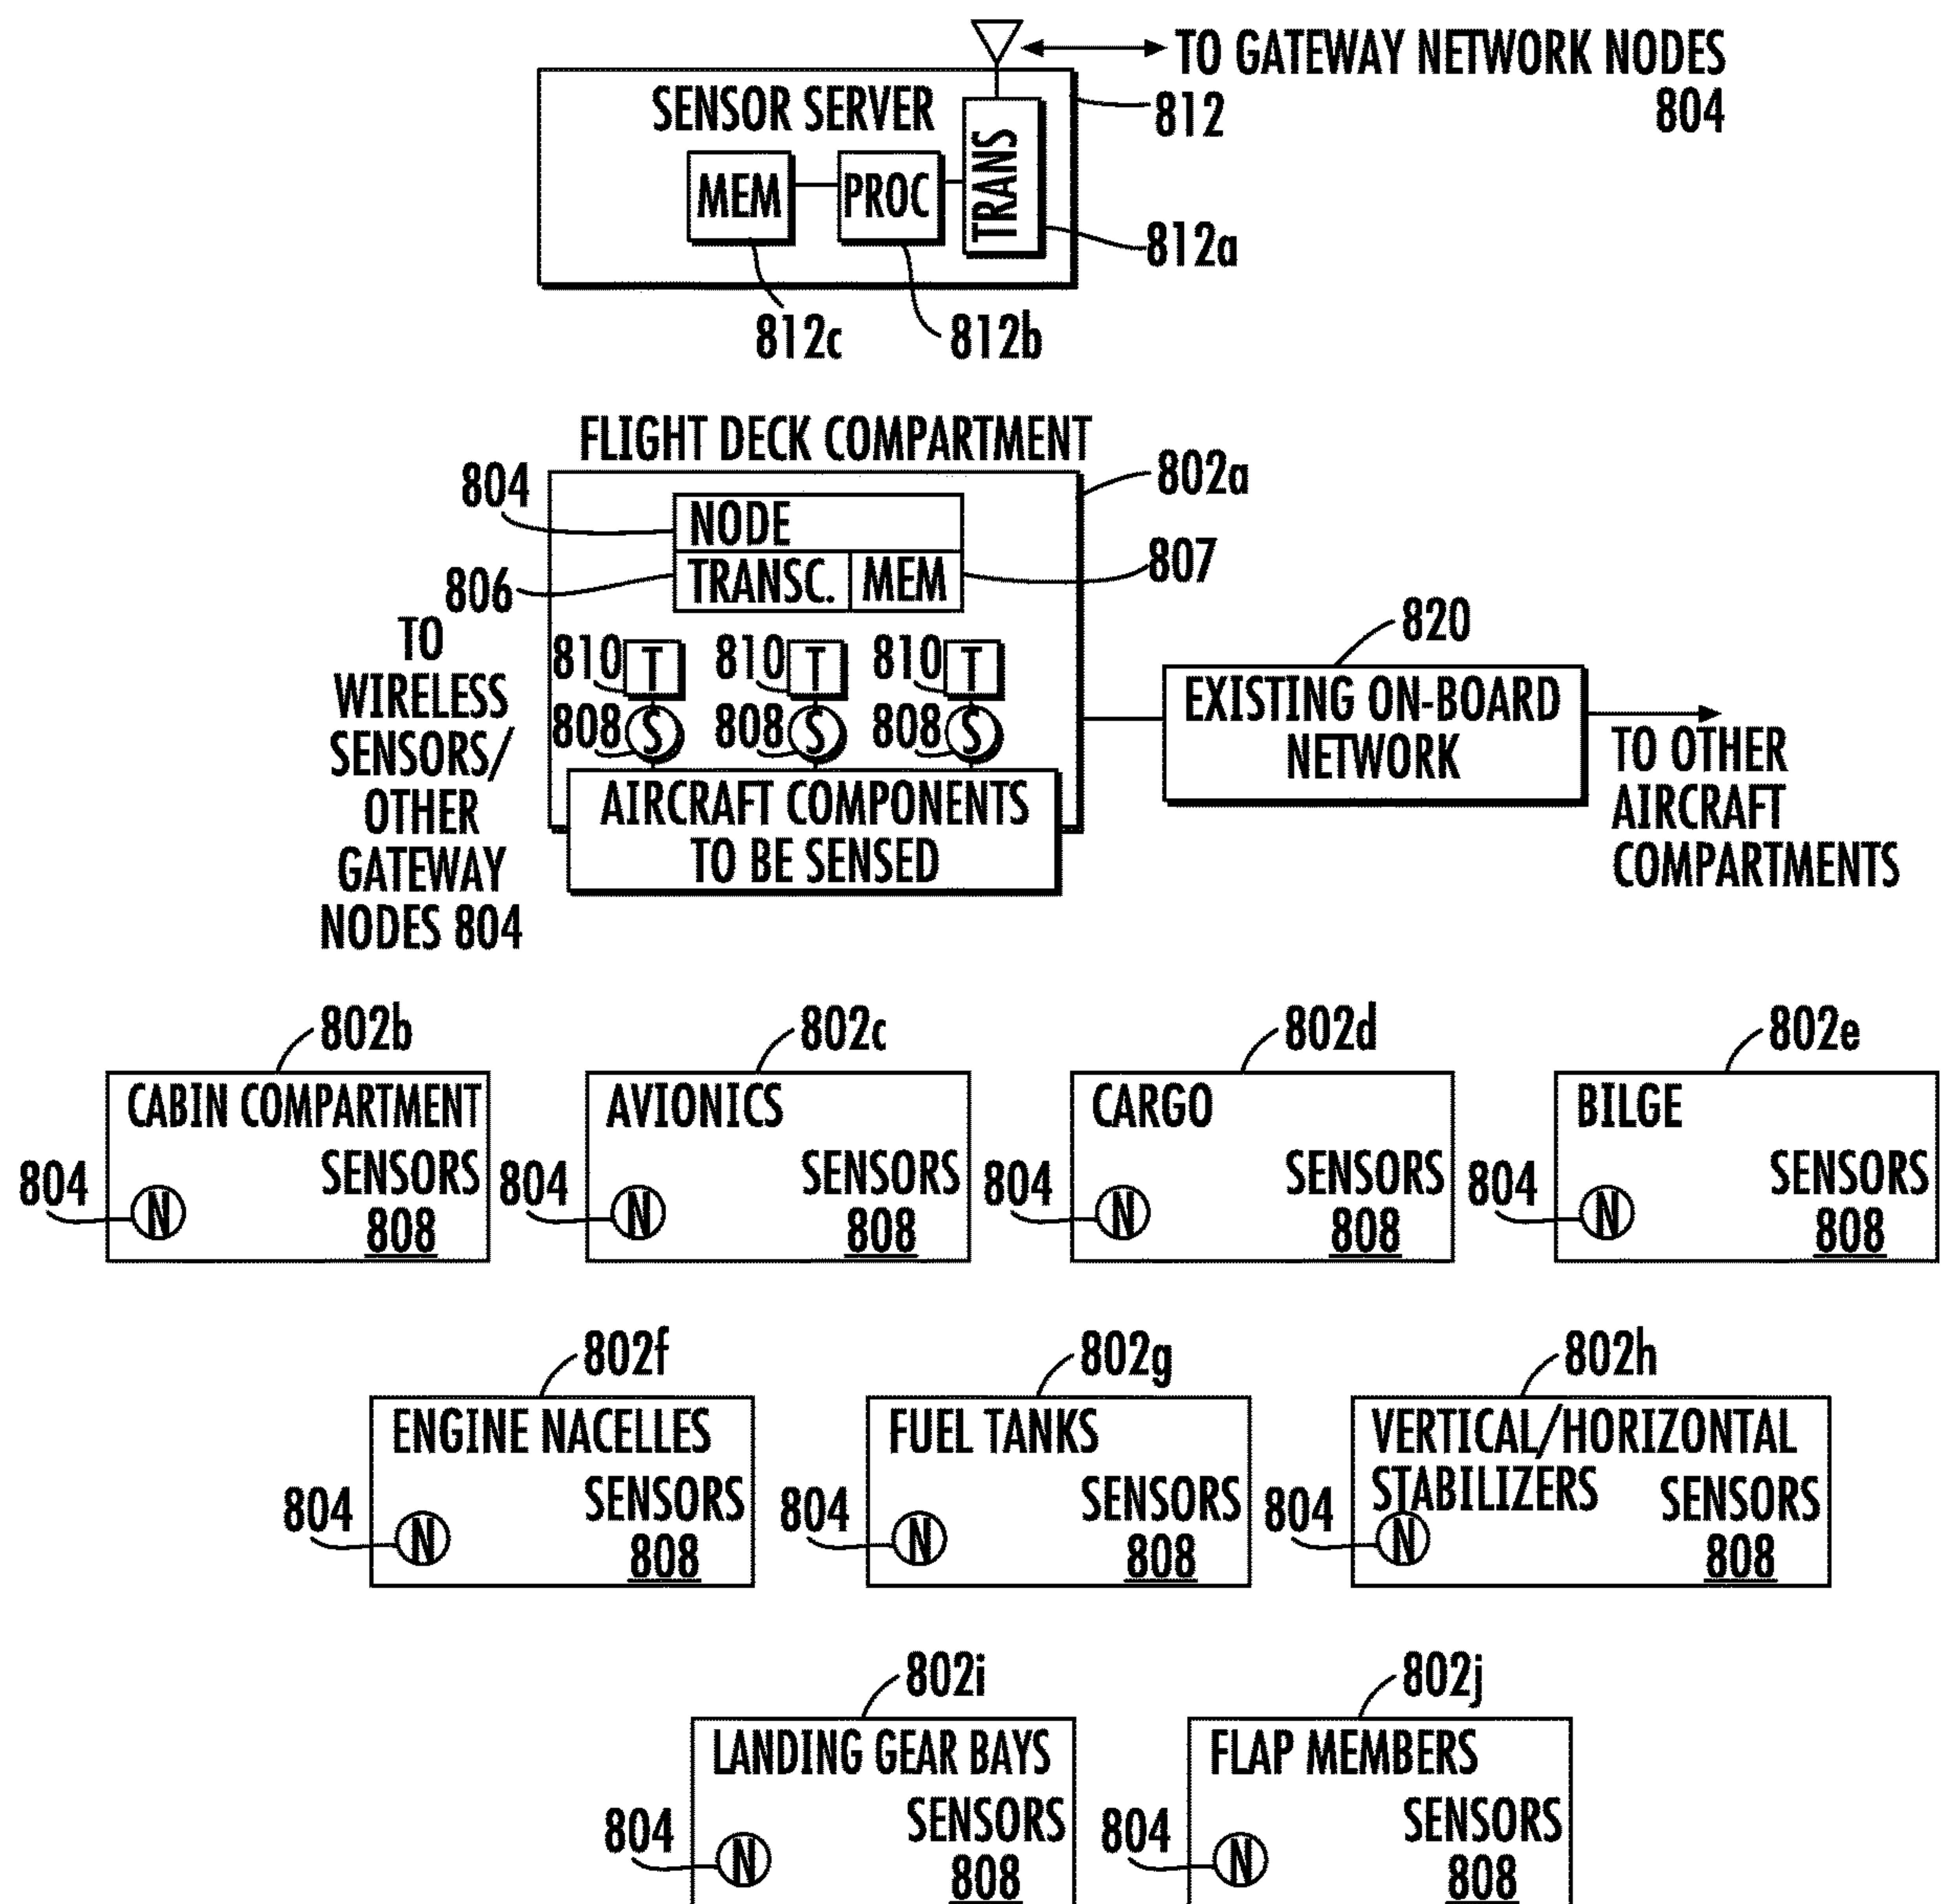 TO GATEWAY NETWORK NODES
804
SENSOR SERVER
812
MEM
PROC
TRANS
812a
812c
812b
FLIGHT DECK COMPARTMENT
804
802a
NODE
807
806
TRANSC.
MEM
TO
WIRELESS
SENSORS/
OTHER
GATEWAY
NODES 804
810 T 810 T 810 T
808 S 808 S 808 S
AIRCRAFT COMPONENTS
TO BE SENSED
820
EXISTING ON-BOARD
NETWORK
TO OTHER
AIRCRAFT
COMPARTMENTS
802b
CABIN COMPARTMENT
SENSORS
808
804 N
802c
AVIONICS
SENSORS
808
804 N
802d
CARGO
SENSORS
808
804 N
802e
BILGE
SENSORS
808
804 N
802f
ENGINE NACELLES
SENSORS
808
804 N
802g
FUEL TANKS
SENSORS
808
804 N
802h
VERTICAL/HORIZONTAL
STABILIZERS
SENSORS
808
804 N
802i
LANDING GEAR BAYS
SENSORS
808
804 N
802j
FLAP MEMBERS
SENSORS
808
804 N